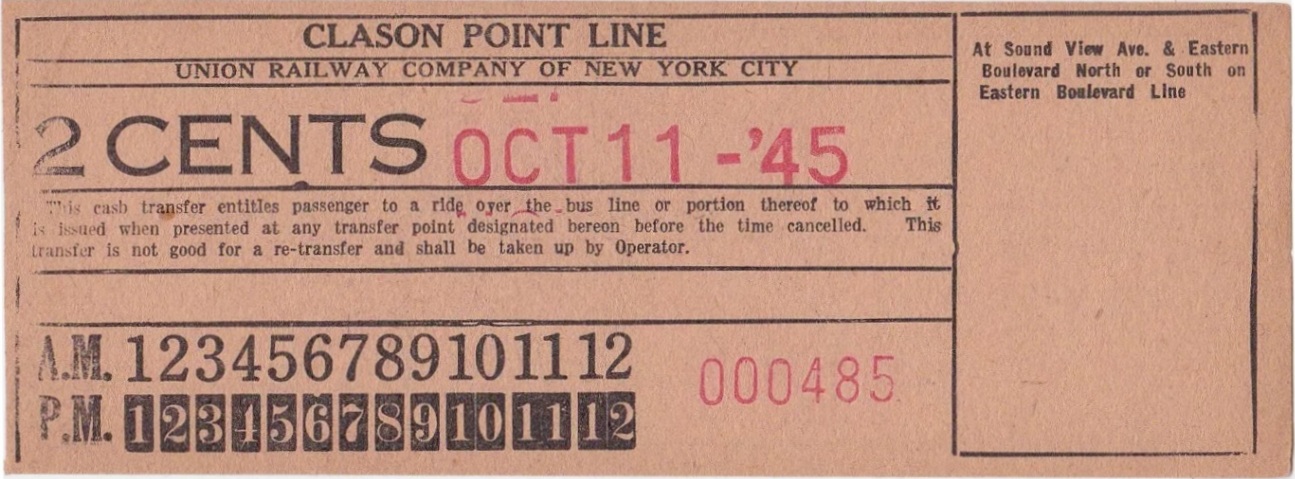 CLASON POINT LINE
UNION RAILWAY COMPANY OF NEW YORK CITY
2 CENTS OCT 11 -'45
This cash transfer entitles passenger to a ride over the bus line or portion thereof to which it
is issued when presented at any transfer point designated hereon before the time cancelled. This
transfer is not good for a re-transfer and shall be taken up by Operator.
A.M. 1 2 3 4 5 6 7 8 9 10 11 12
000485
P.M. 1 2 3 4 5 6 7 8 9 10 11 12
At Sound View Ave. & Eastern
Boulevard North or South on
Eastern Boulevard Line